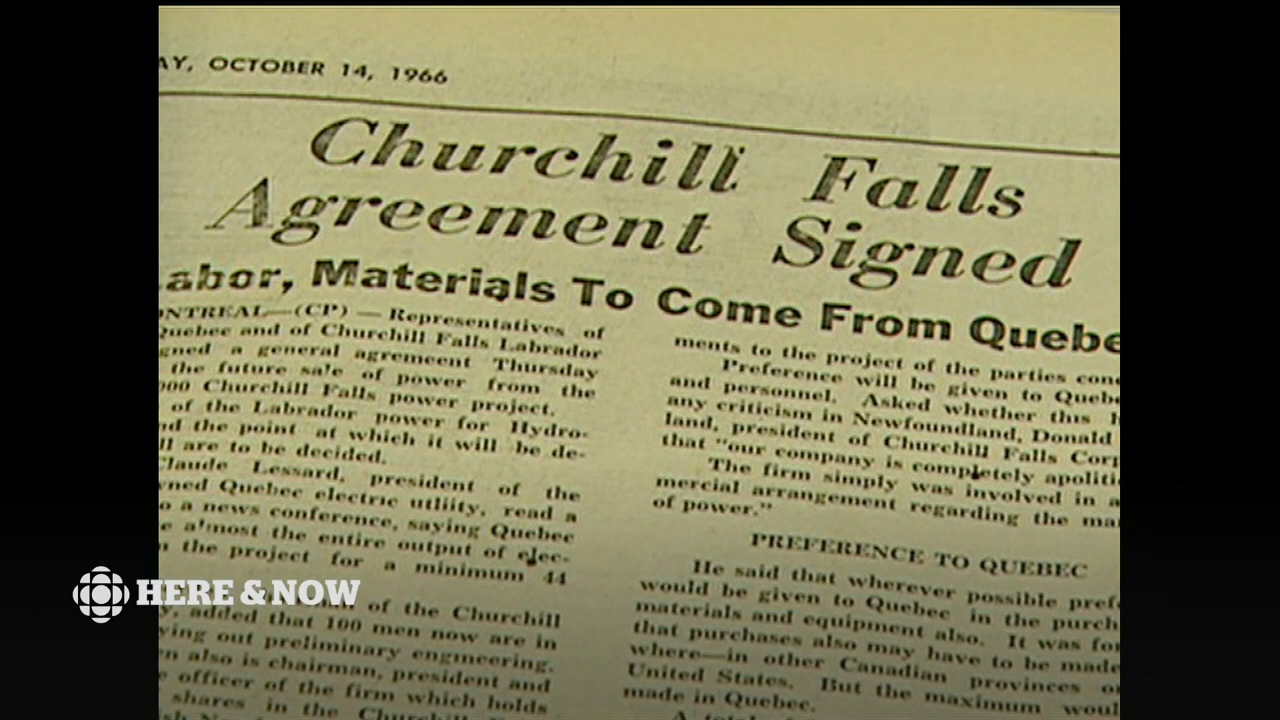 AY, OCTOBER 14, 1966
Churchill Falls
Agreement Signed
abor, Materials To Come From Quebe
ONTREAL—(CP) — Representatives of
Quebec and of Churchill Falls Labrador
gned a general agreement Thursday
the future sale of power from the
000 Churchill Falls power project.
of the Labrador power for Hydro-
nd the point at which it will be de-
ll are to be decided.
Claude Lessard, president of the
wned Quebec electric utliity, read a
o a news conference, saying Quebec
e almost the entire output of elec-
n the project for a minimum 44
of the Churchill
y, added that 100 men now are in
ying out preliminary engineering.
n also is chairman, president and
e officer of the firm which holds
shares in the Churchill
ments to the project of the parties conc
Preference will be given to Quebe
and personnel. Asked whether this h
any criticism in Newfoundland, Donald
land, president of Churchill Falls Corp
that "our company is completely apoliti
The firm simply was involved in a
mercial arrangement regarding the ma
of power."
PREFERENCE TO QUEBEC
He said that wherever possible pref
would be given to Quebec in the purch
materials and equipment also. It was for
that purchases also may have to be made
where—in other Canadian provinces or
United States. But the maximum woul
made in Quebec.
A total
HERE & NOW